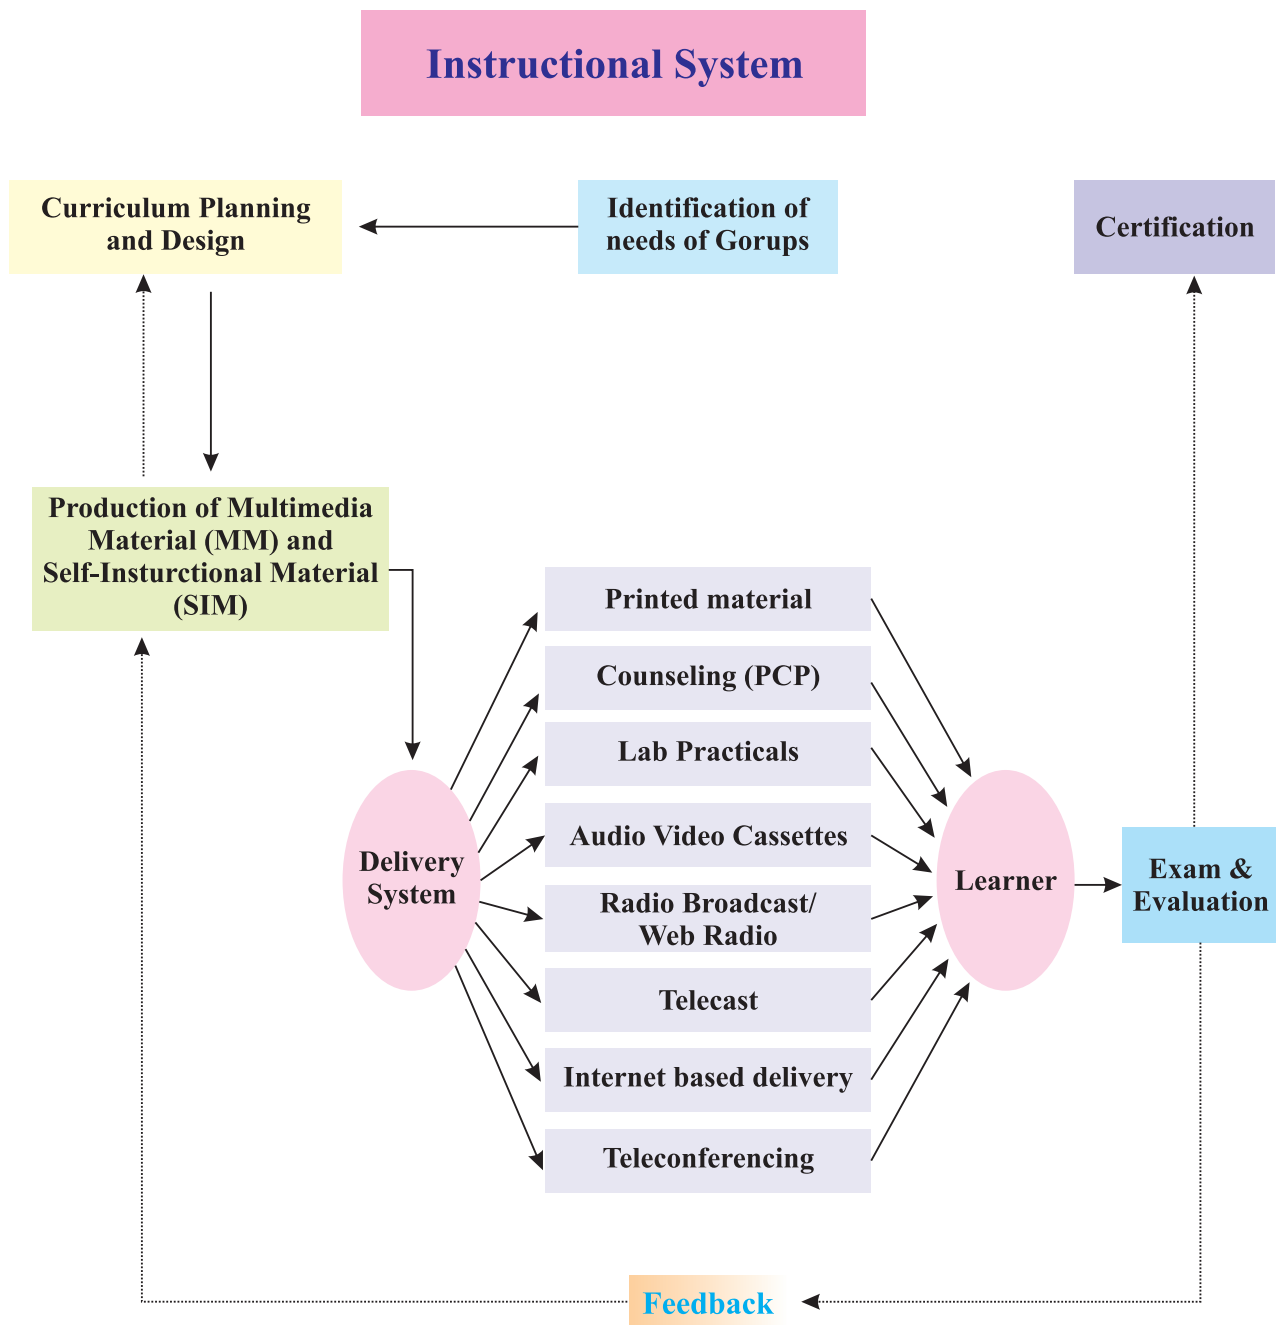 Instructional System
Curriculum Planning
and Design
Identification of
needs of Gorups
Certification
Production of Multimedia
Material (MM) and
Self-Insturctional Material
(SIM)
Printed material
Counseling (PCP)
Lab Practicals
Audio Video Cassettes
Radio Broadcast/
Web Radio
Telecast
Internet based delivery
Teleconferencing
Delivery
System
Learner
Exam &
Evaluation
Feedback